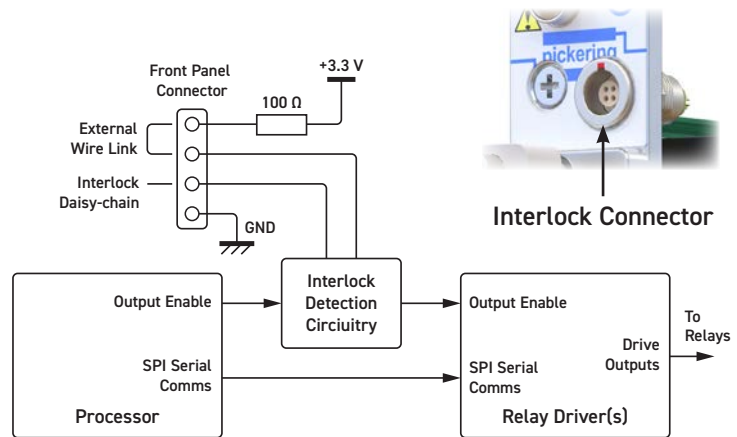 Front Panel
Connector
+3.3 V
100 Ω
External
Wire Link
Interlock
Daisy-chain
GND
pickering
Interlock Connector
Output Enable
SPI Serial
Comms
Processor
Interlock
Detection
Circiuitry
Output Enable
SPI Serial
Comms
Drive
Outputs
Relay Driver(s)
To
Relays